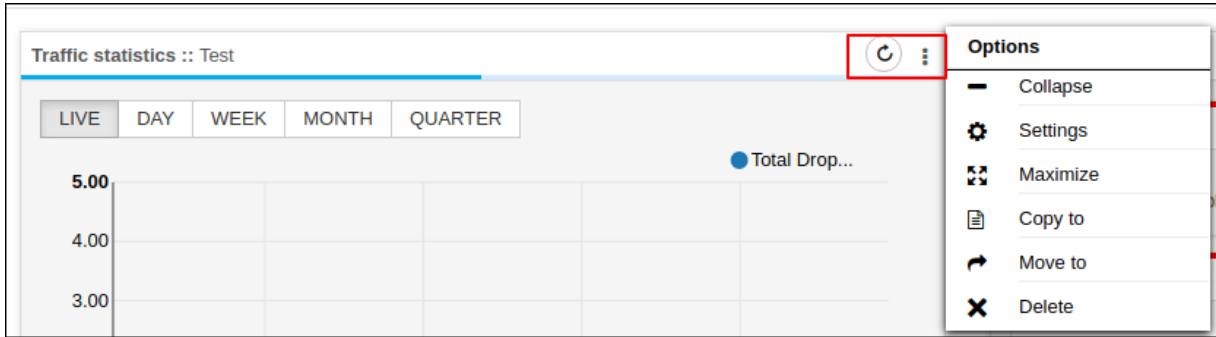 Traffic statistics :: Test
LIVE DAY WEEK MONTH QUARTER
Total Drop...
5.00
4.00
3.00
Options
Collapse
Settings
Maximize
Copy to
Move to
Delete